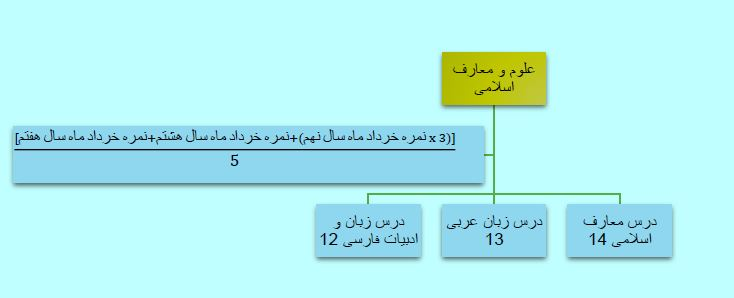 علوم و معارف
اسلامی
[(3 x نمره خرداد ماه سال نهم)+نمره خرداد ماه سال هشتم+نمره خرداد ماه سال هفتم]
5
درس معارف
اسلامی 14
درس زبان عربی
13
درس زبان و
ادبیات فارسی 12